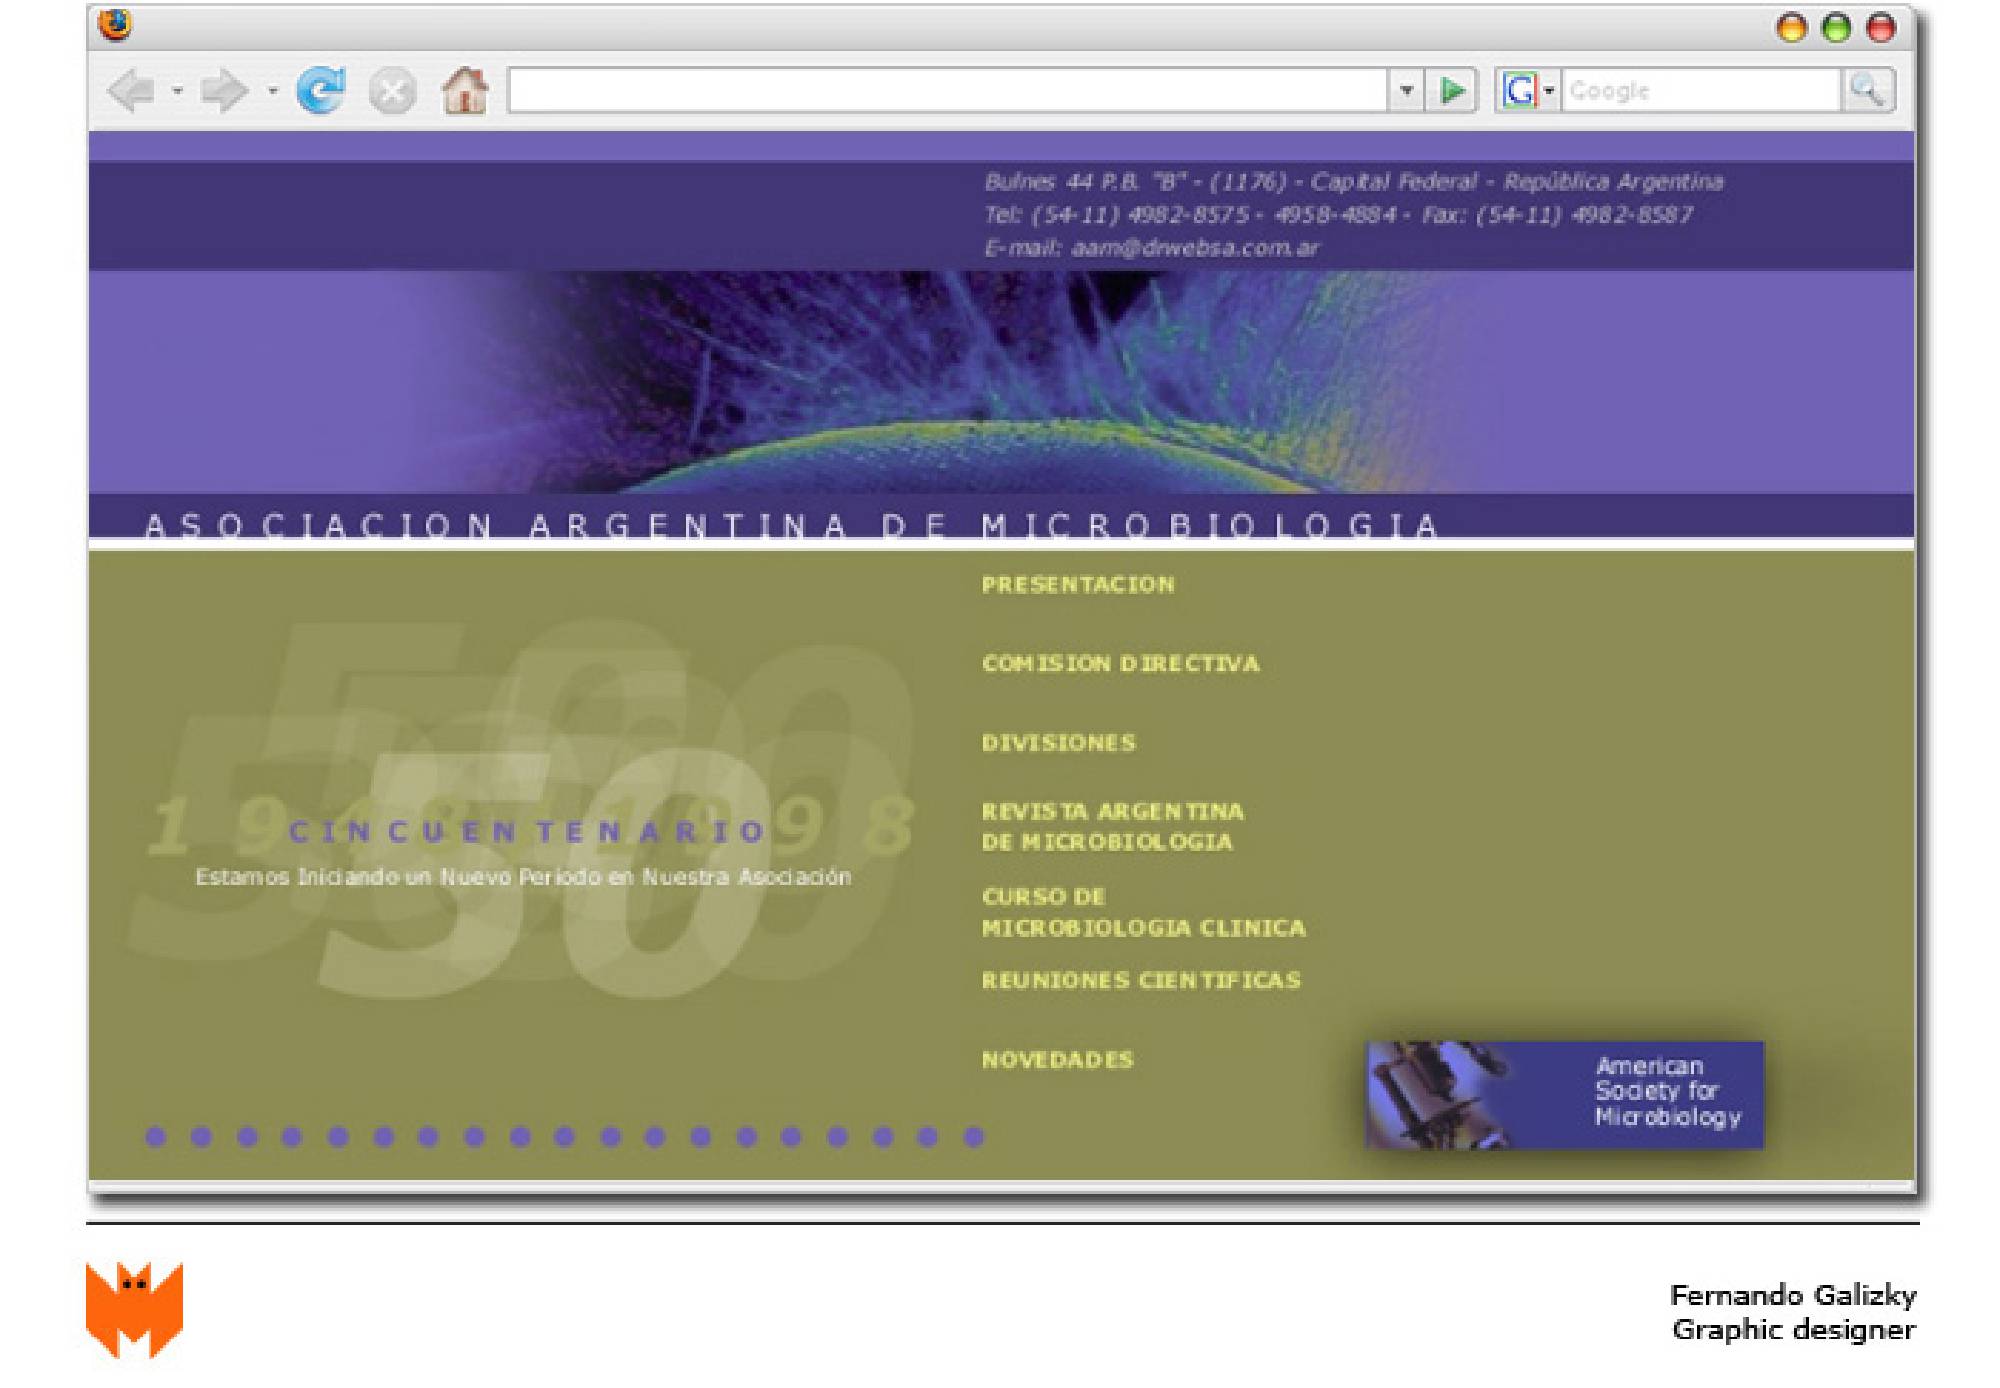 Google
Bulnes 44 P.B. "B" - (1176) - Capital Federal - República Argentina
Tel: (54-11) 4982-8575 - 4958-4884 - Fax: (54-11) 4982-8587
E-mail: aam@drwebsa.com.ar
ASOCIACION ARGENTINA DE MICROBIOLOGIA
PRESENTACION
COMISION DIRECTIVA
DIVISIONES
REVISTA ARGENTINA
DE MICROBIOLOGIA
CURSO DE
MICROBIOLOGIA CLINICA
REUNIONES CIENTIFICAS
NOVEDADES
50
1948-1998
CINCUENTENARIO
Estamos Iniciando un Nuevo Período en Nuestra Asociación
American
Society for
Microbiology
Fernando Galizky
Graphic designer